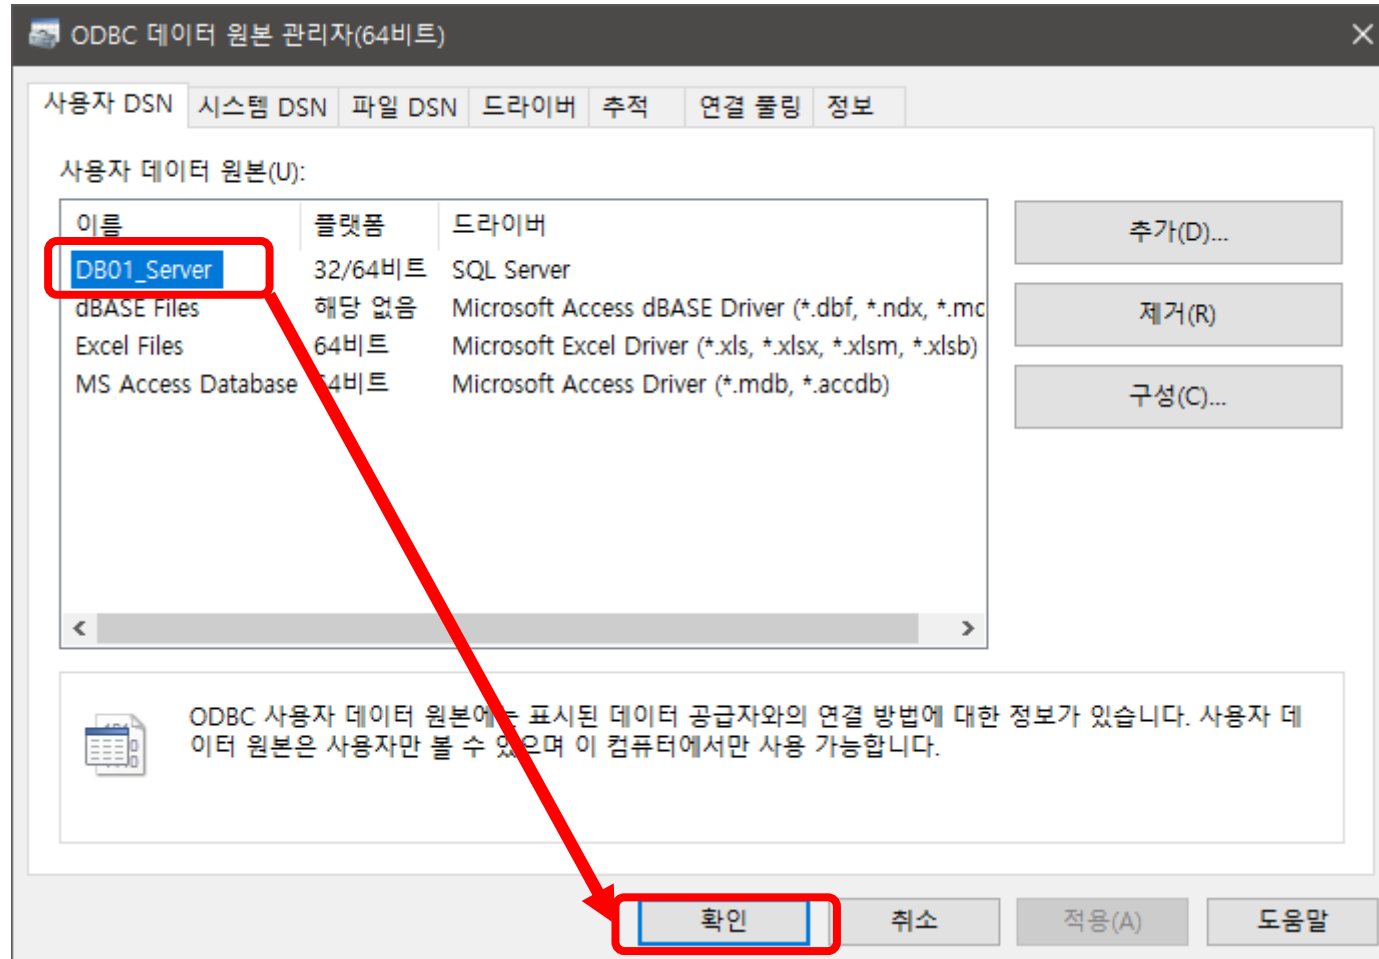 ODBC 데이터 원본 관리자(64비트)
사용자 DSN 시스템 DSN 파일 DSN 드라이버 추적 연결 풀링 정보
사용자 데이터 원본(U):
이름 플랫폼 드라이버
DB01_Server 32/64비트 SQL Server
dBASE Files 해당 없음 Microsoft Access dBASE Driver (*.dbf, *.ndx, *.mc
Excel Files 64비트 Microsoft Excel Driver (*.xls, *.xlsx, *.xlsm, *.xlsb)
MS Access Database 64비트 Microsoft Access Driver (*.mdb, *.accdb)
추가(D)...
제거(R)
구성(C)...
ODBC 사용자 데이터 원본에는 표시된 데이터 공급자와의 연결 방법에 대한 정보가 있습니다. 사용자 데
이터 원본은 사용자만 볼 수 있으며 이 컴퓨터에서만 사용 가능합니다.
확인 취소 적용(A) 도움말